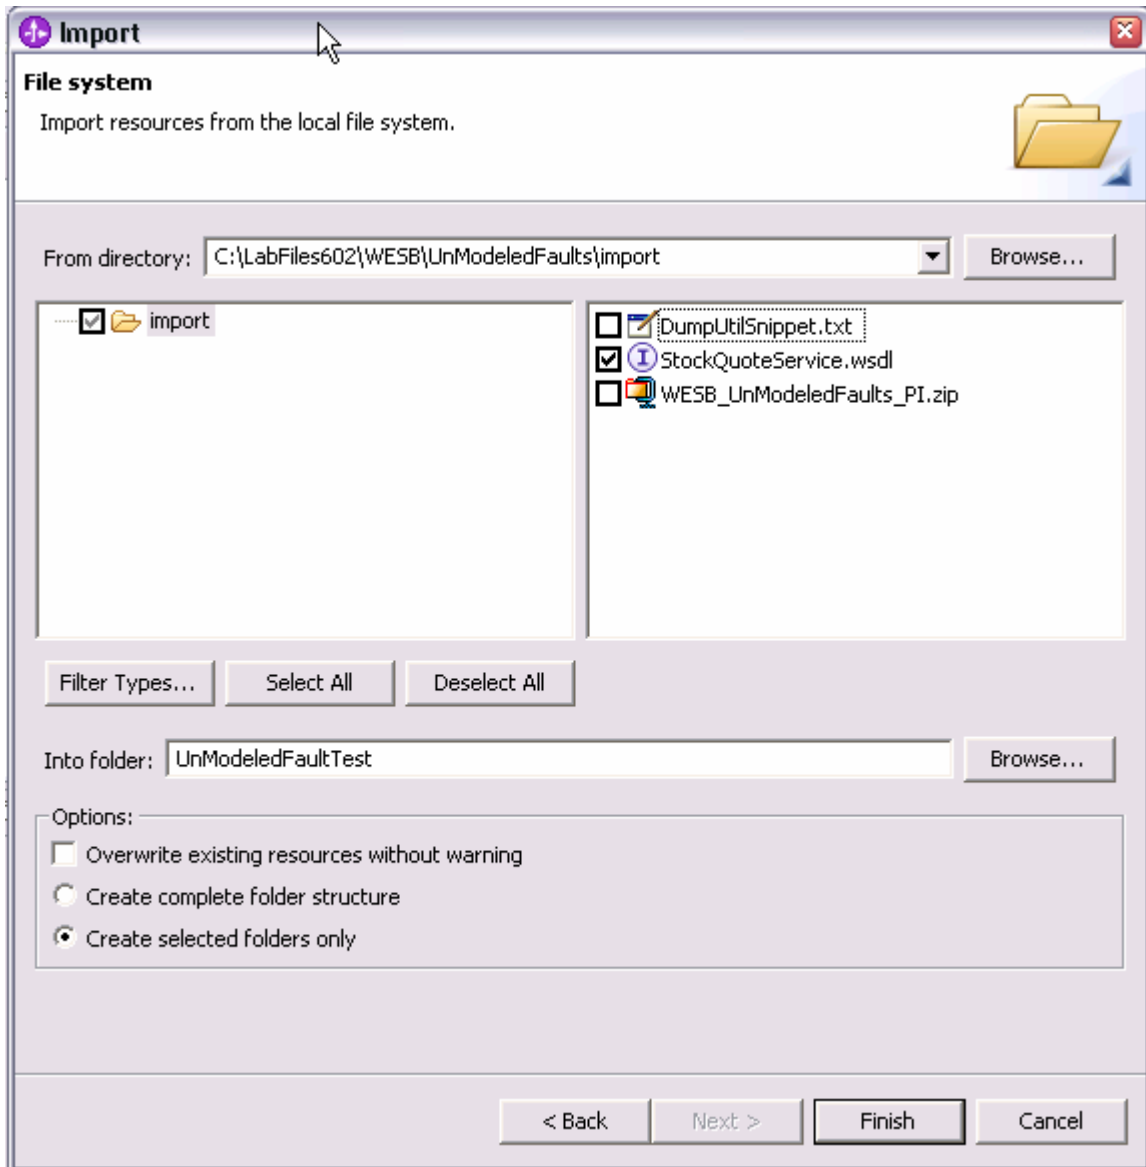 Import
File system
Import resources from the local file system.
From directory: C:\LabFiles602\WESB\UnModeledFaults\import Browse...
import
DumpUtilSnippet.txt
StockQuoteService.wsdl
WESB_UnModeledFaults_PI.zip
Filter Types... Select All Deselect All
Into folder: UnModeledFaultTest Browse...
Options:
Overwrite existing resources without warning
Create complete folder structure
Create selected folders only
< Back Next > Finish Cancel